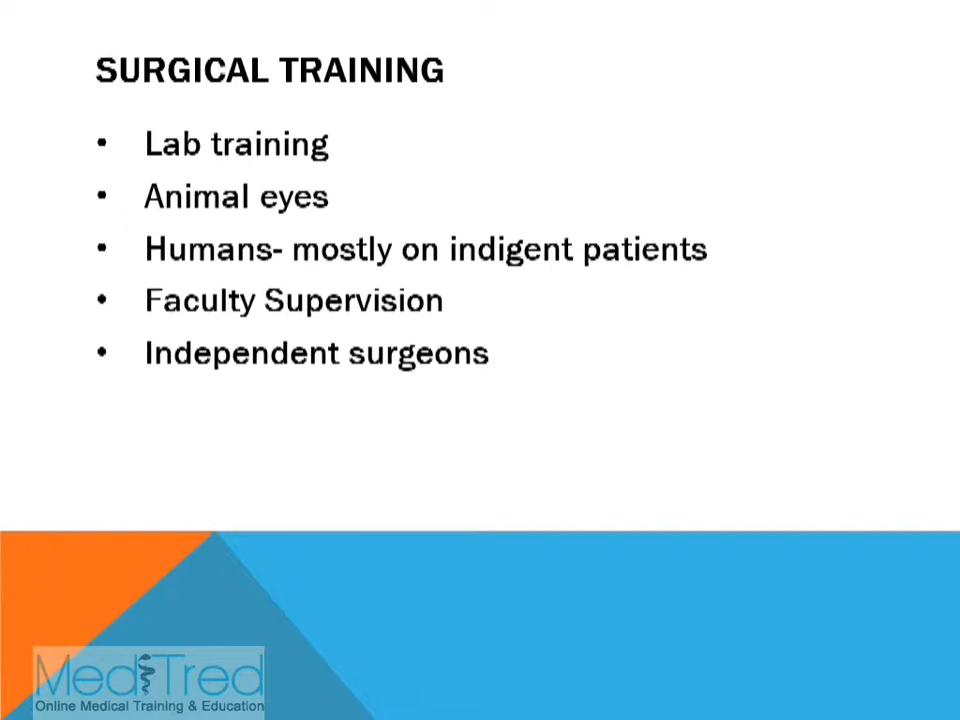 SURGICAL TRAINING
• Lab training
• Animal eyes
• Humans- mostly on indigent patients
• Faculty Supervision
• Independent surgeons
MediTred
Online Medical Training & Education